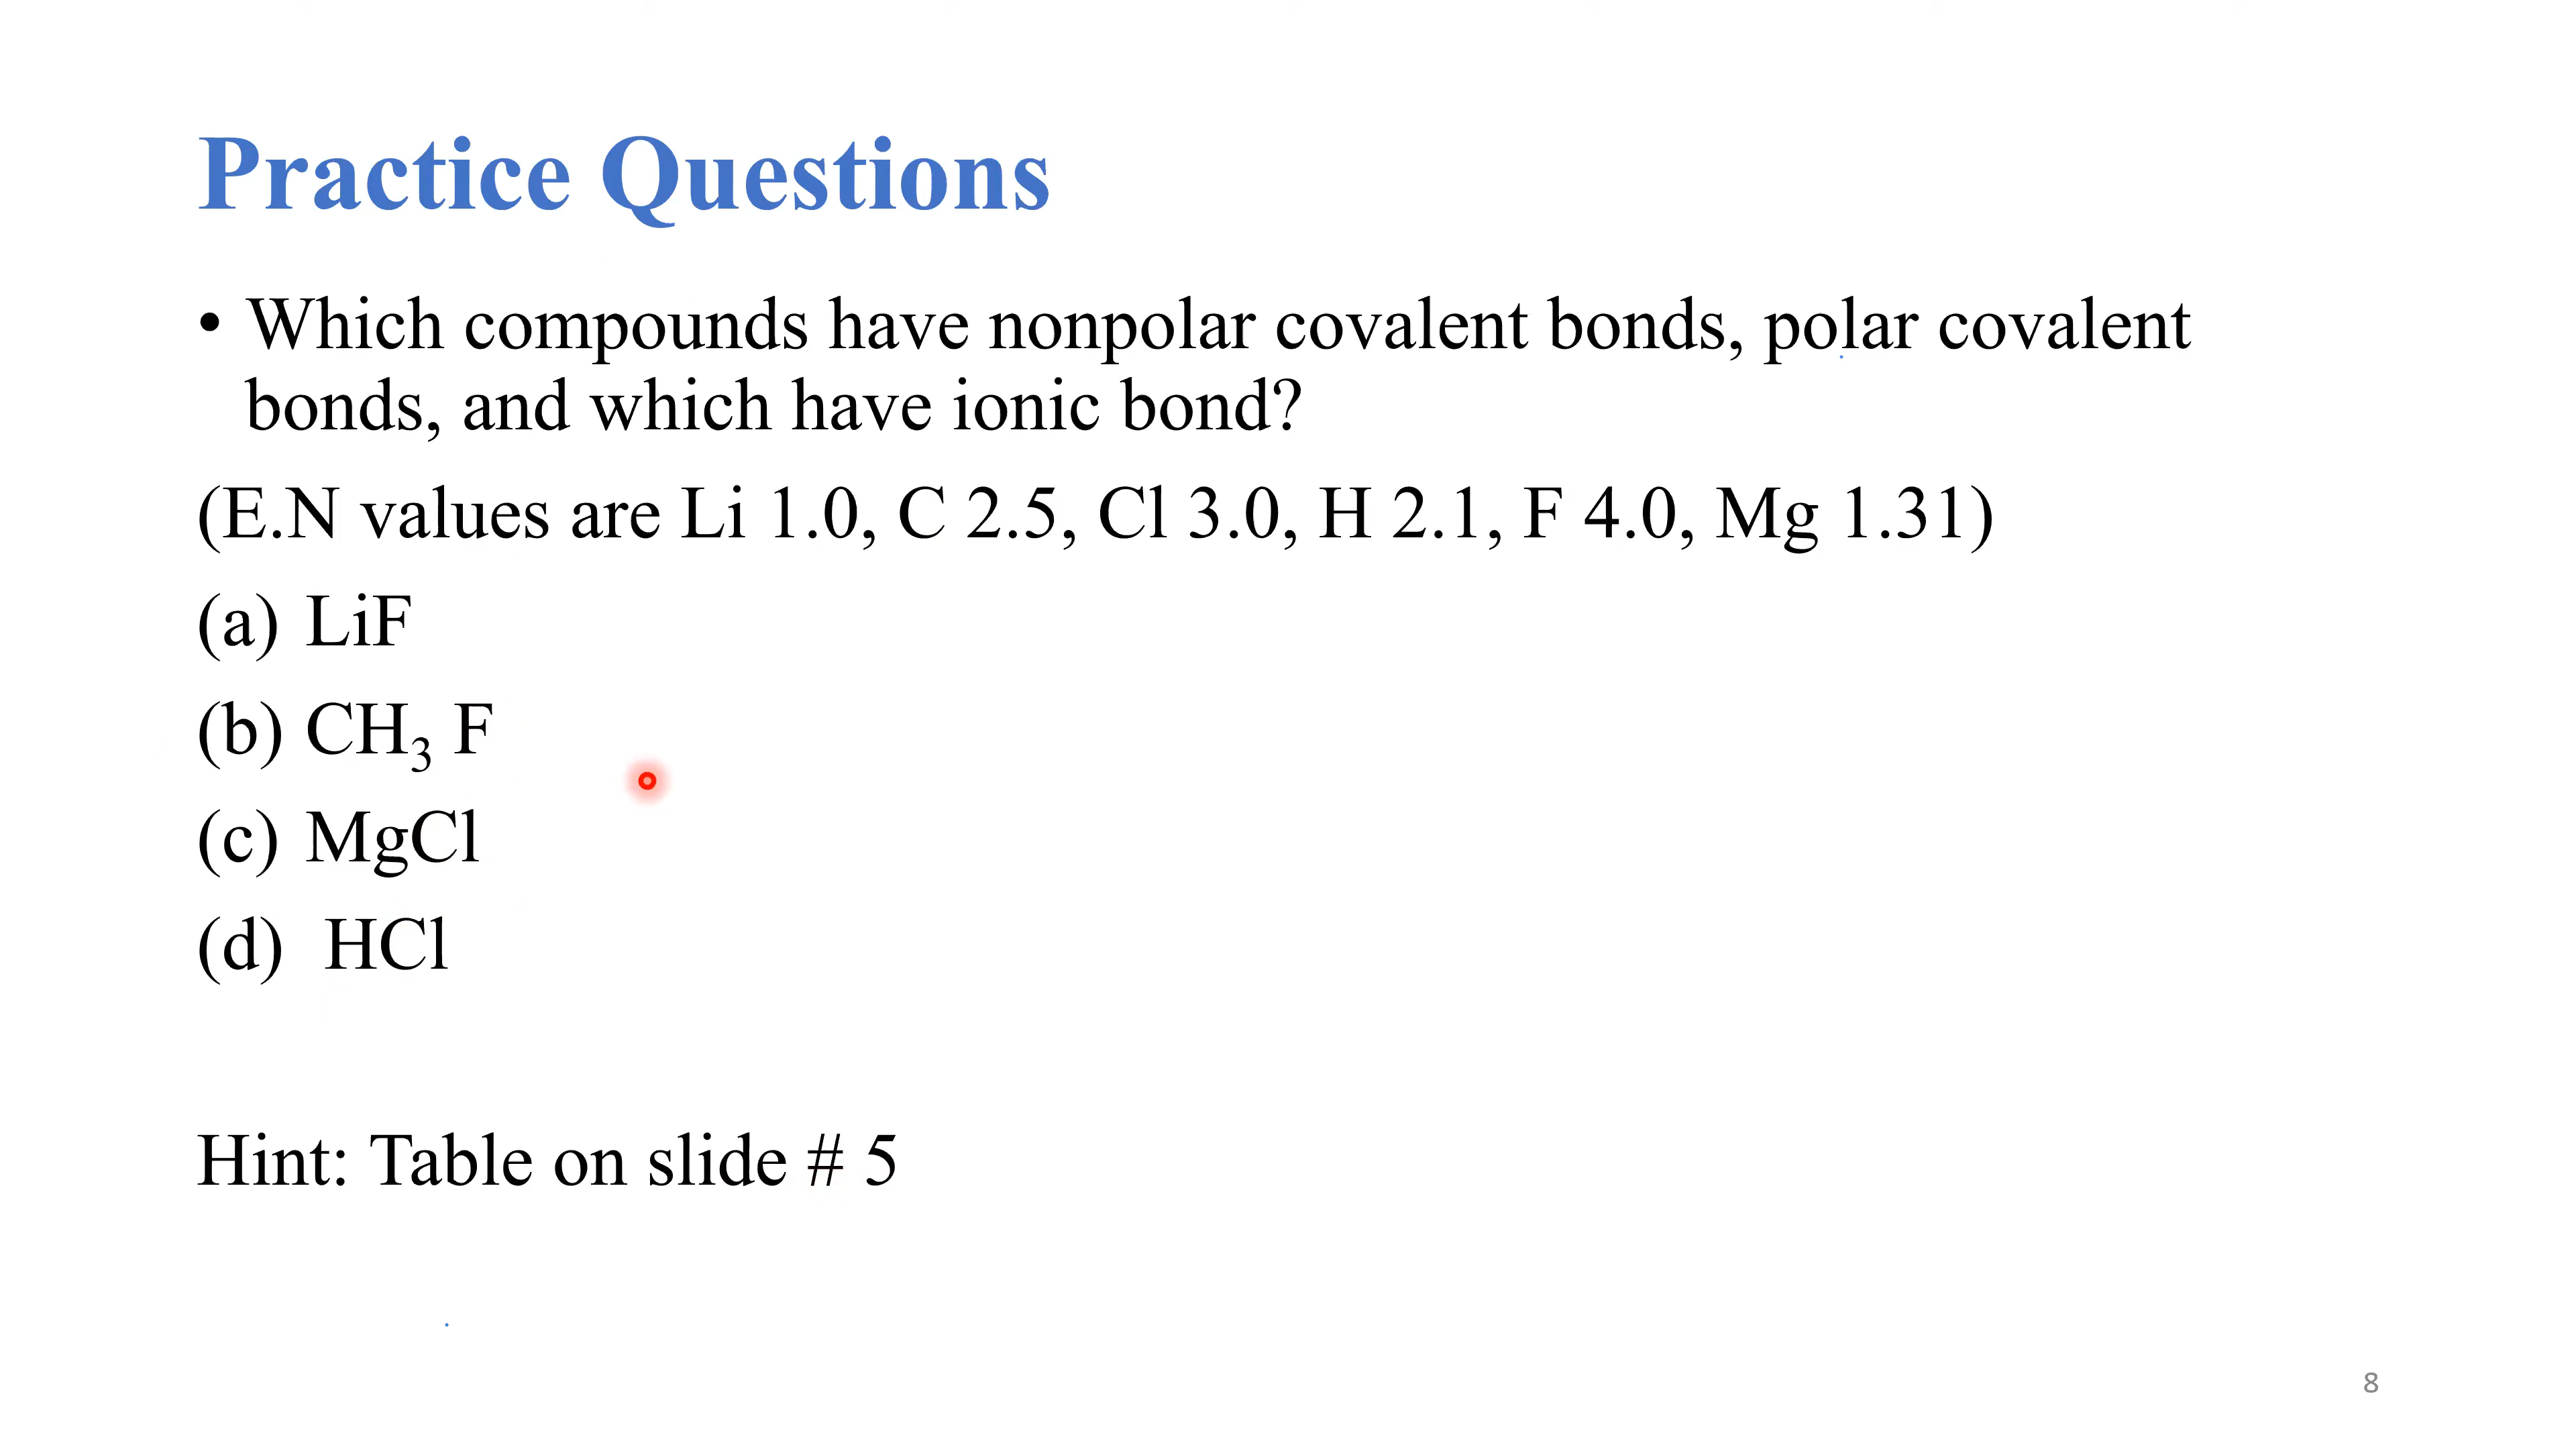 Practice Questions
• Which compounds have nonpolar covalent bonds, polar covalent
bonds, and which have ionic bond?
(E.N values are Li 1.0, C 2.5, Cl 3.0, H 2.1, F 4.0, Mg 1.31)
(a) LiF
(b) CH₃ F
(c) MgCl
(d) HCl
Hint: Table on slide # 5
8